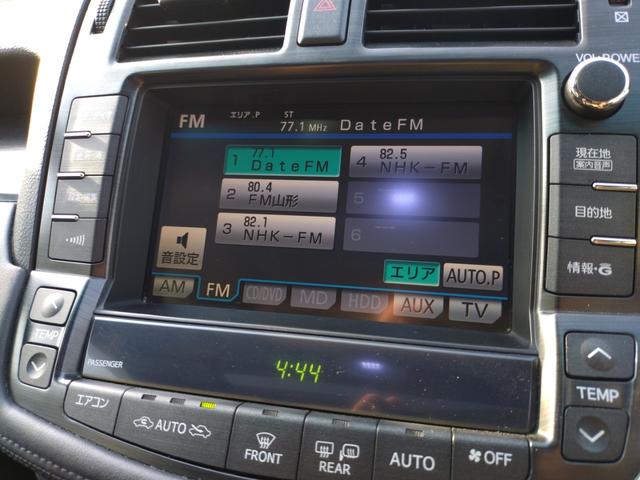 VOL·POWER
FM エリア.P ST 77.1 MHz DateFM
1 77.1 DateFM
4 82.5 NHK-FM
2 80.4 FM山形
5
3 82.1 NHK-FM
6
音設定
エリア AUTO.P
AM FM CD/DVD MD HDD AUX TV
現在地
案内音声
目的地
情報·G
PASSENGER
4:44
TEMP
TEMP
エアコン
AUTO
FRONT
REAR
AUTO
OFF